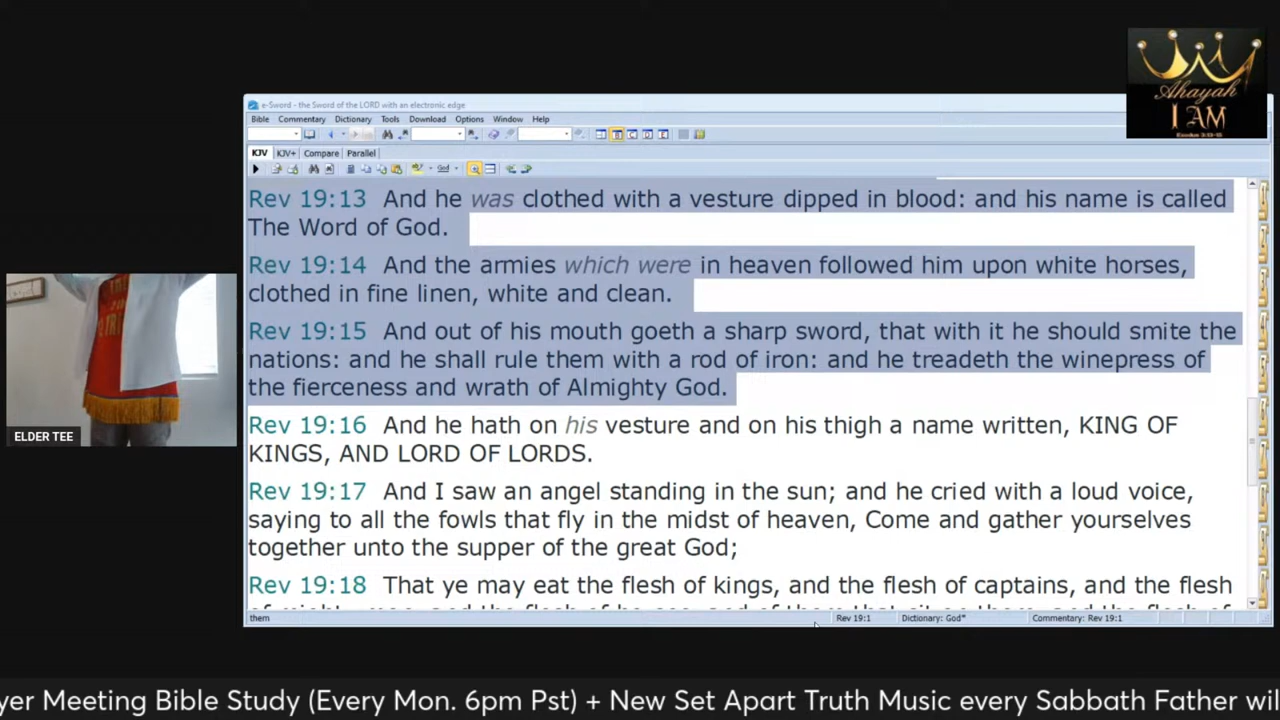 Ahayah
I AM
Exodus 3:13-15
e-Sword - the Sword of the LORD with an electronic edge
Bible Commentary Dictionary Tools Download Options Window Help
KJV KJV+ Compare Parallel
God
Rev 19:13 And he was clothed with a vesture dipped in blood: and his name is called
The Word of God.
Rev 19:14 And the armies which were in heaven followed him upon white horses,
clothed in fine linen, white and clean.
Rev 19:15 And out of his mouth goeth a sharp sword, that with it he should smite the
nations: and he shall rule them with a rod of iron: and he treadeth the winepress of
the fierceness and wrath of Almighty God.
Rev 19:16 And he hath on his vesture and on his thigh a name written, KING OF
KINGS, AND LORD OF LORDS.
Rev 19:17 And I saw an angel standing in the sun; and he cried with a loud voice,
saying to all the fowls that fly in the midst of heaven, Come and gather yourselves
together unto the supper of the great God;
Rev 19:18 That ye may eat the flesh of kings, and the flesh of captains, and the flesh
them Rev 19:1 Dictionary: God* Commentary: Rev 19:1
ELDER TEE
yer Meeting Bible Study (Every Mon. 6pm Pst) + New Set Apart Truth Music every Sabbath Father wil